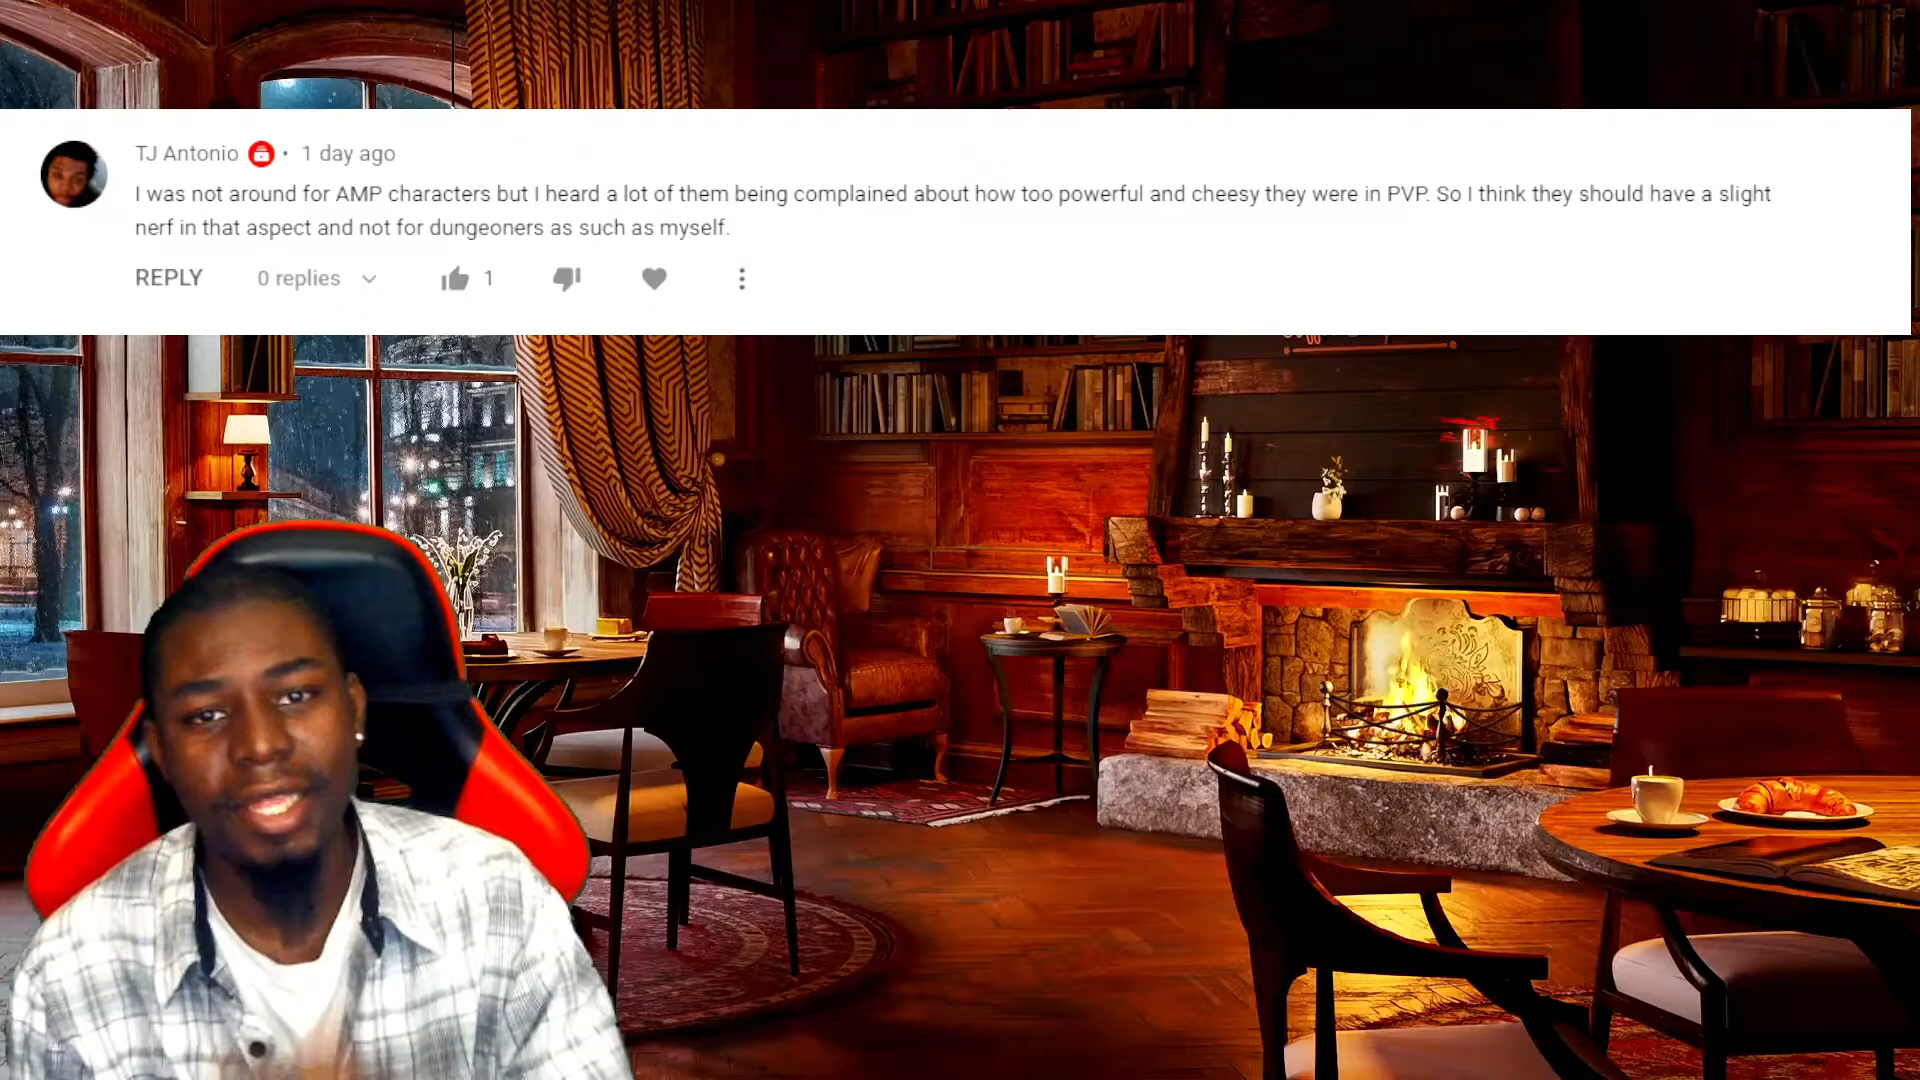 TJ Antonio • 1 day ago
I was not around for AMP characters but I heard a lot of them being complained about how too powerful and cheesy they were in PVP. So I think they should have a slight
nerf in that aspect and not for dungeoners as such as myself.
REPLY 0 replies 1